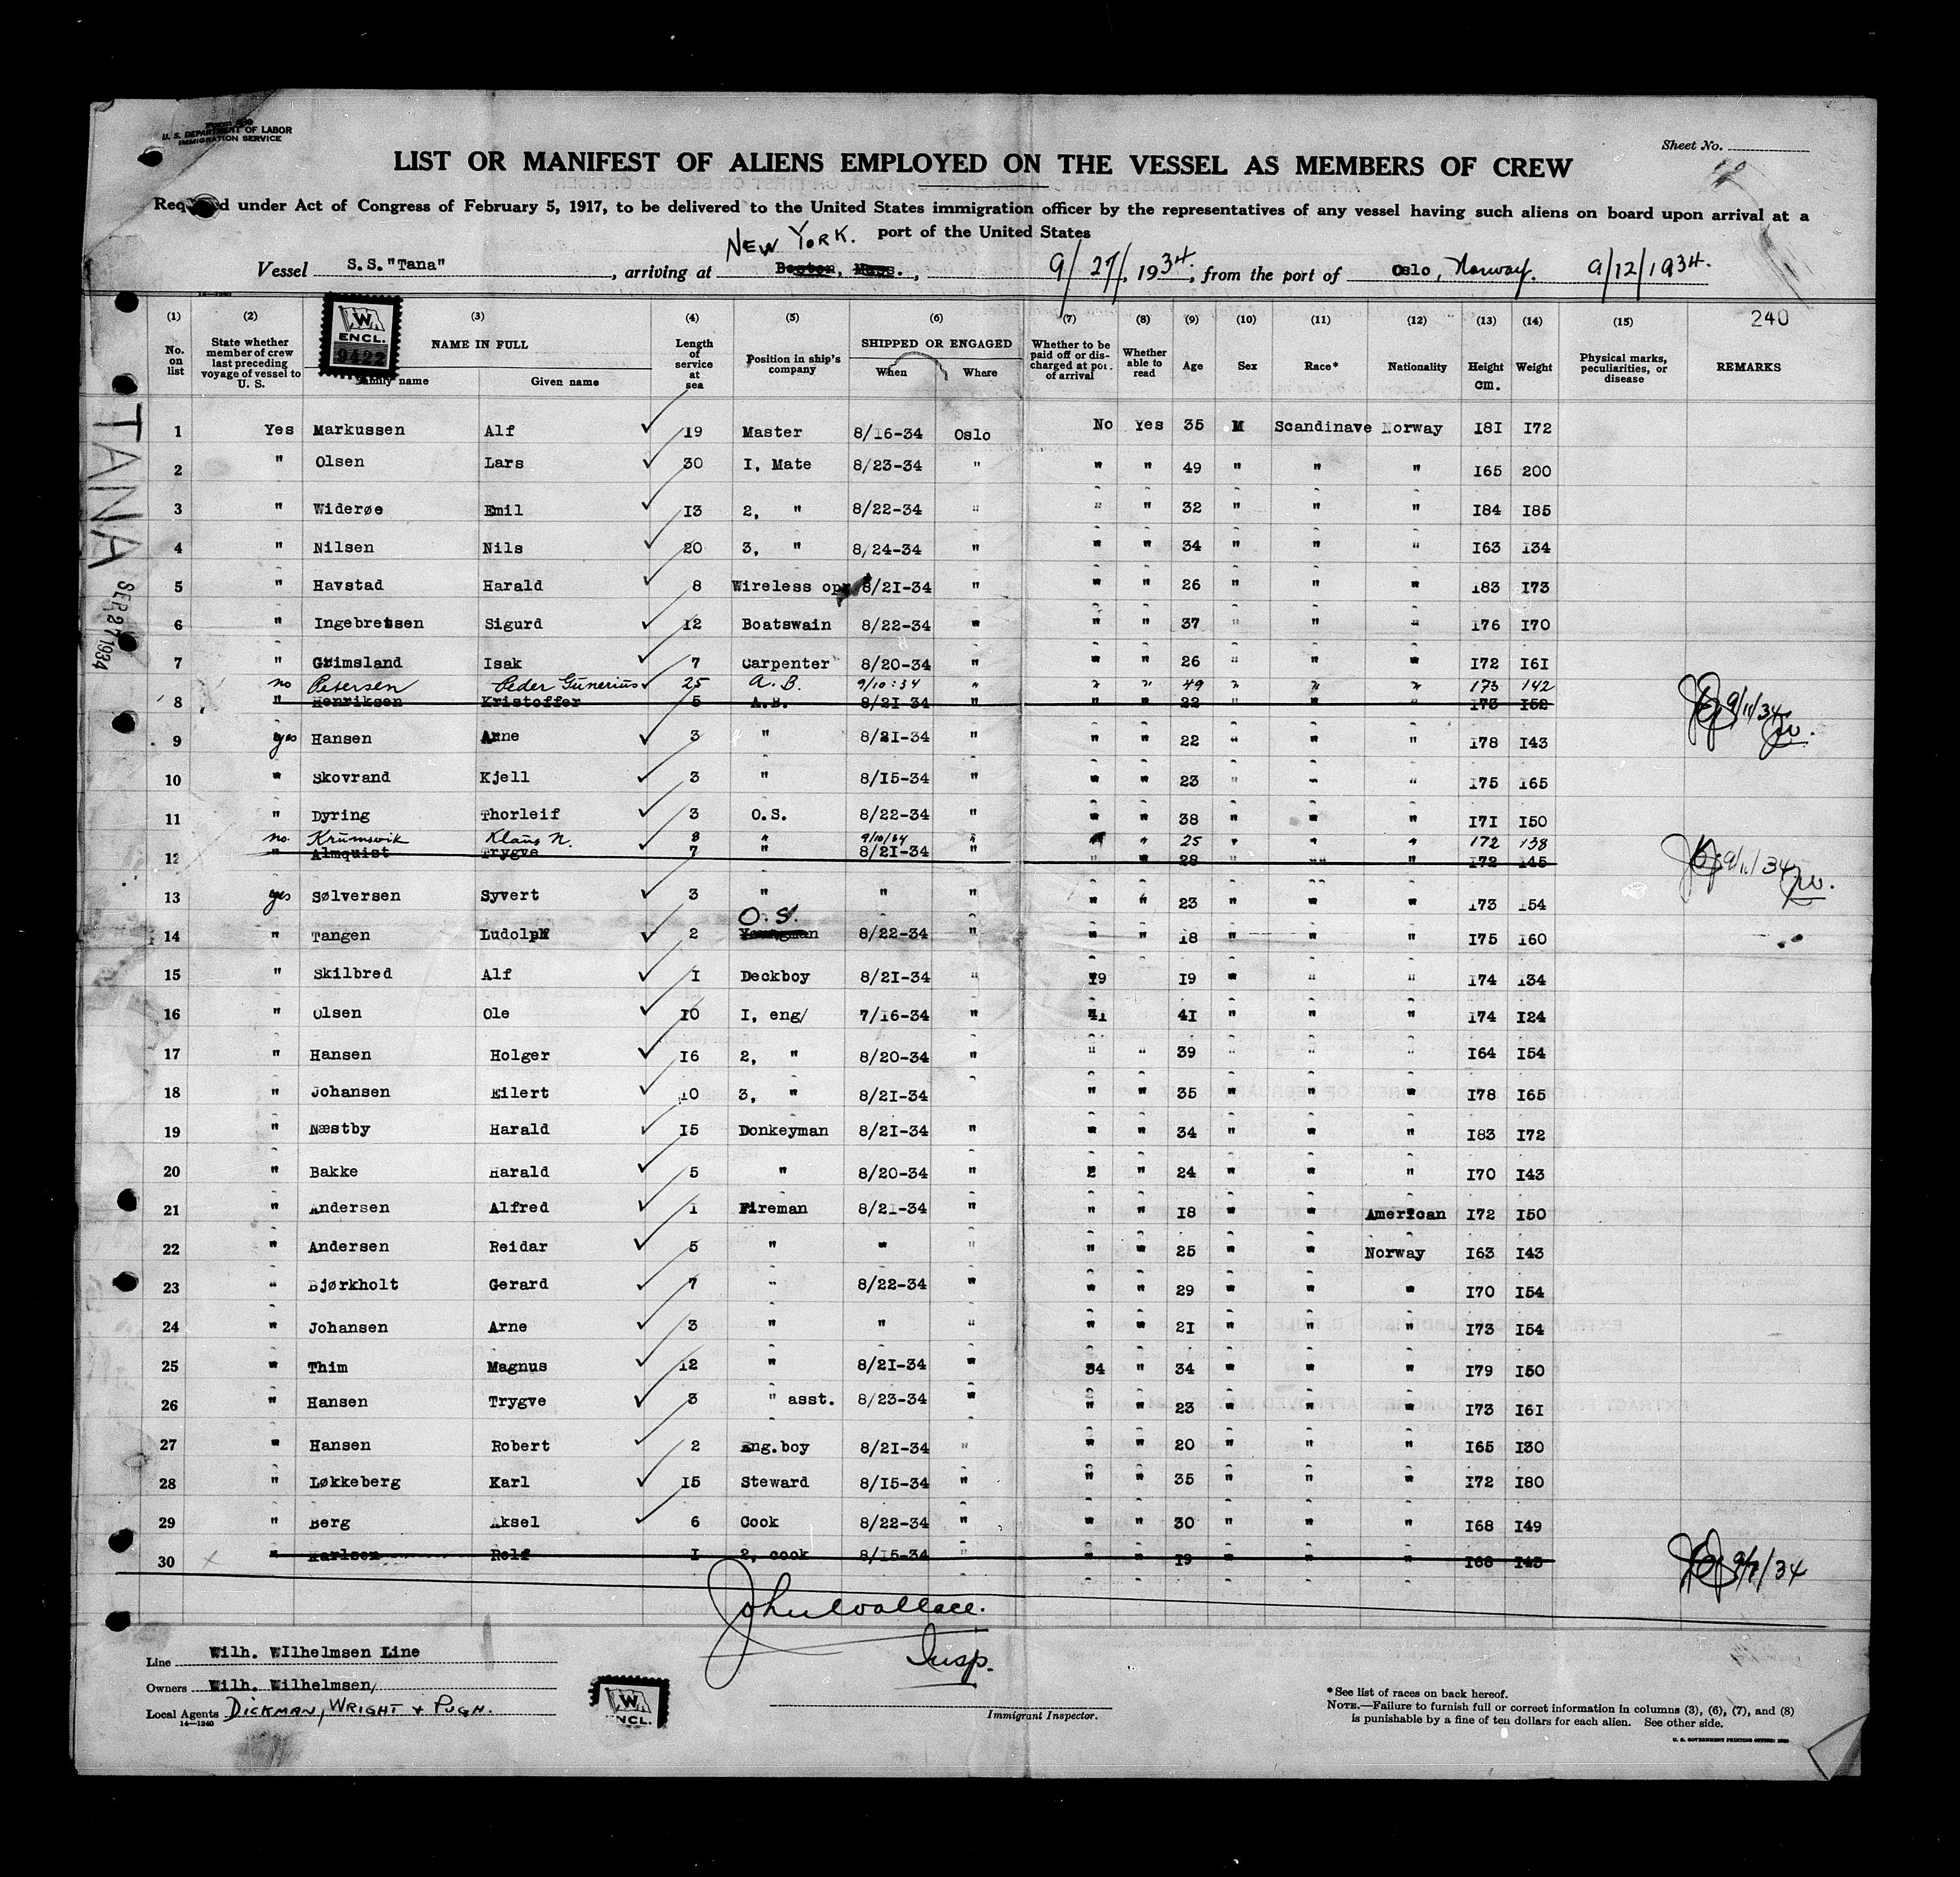 Form 689
U. S. DEPARTMENT OF LABOR
IMMIGRATION SERVICE
Sheet No.
LIST OR MANIFEST OF ALIENS EMPLOYED ON THE VESSEL AS MEMBERS OF CREW
Required under Act of Congress of February 5, 1917, to be delivered to the United States immigration officer by the representatives of any vessel having such aliens on board upon arrival at a
port of the United States
NEW YORK.
Vessel S.S."Tana", arriving at Boston, Mass., 9/27, 1934, from the port of Oslo, Norway. 9/12/1934.
240
(1) (2) (3) (4) (5) (6) (7) (8) (9) (10) (11) (12) (13) (14) (15)
No. on list | State whether member of crew last preceding voyage of vessel to U. S. | NAME IN FULL Family name Given name | Length of service at sea | Position in ship's company | SHIPPED OR ENGAGED When Where | Whether to be paid off or discharged at port of arrival | Whether able to read | Age | Sex | Race* | Nationality | Height cm. | Weight | Physical marks, peculiarities, or disease | REMARKS
W
ENCL.
9422
TANA
SEP 27 1934
1 Yes Markussen Alf 19 Master 8/16-34 Oslo No Yes 35 M Scandinave Norway 181 172
2 " Olsen Lars 30 I, Mate 8/23-34 " " " 49 " " " 165 200
3 " Widerøe Emil 13 2, " 8/22-34 " " " 32 " " " 184 185
4 " Nilsen Nils 20 3, " 8/24-34 " " " 34 " " " 163 134
5 " Havstad Harald 8 Wireless opr 8/21-34 " " " 26 " " " 183 173
6 " Ingebretsen Sigurd 12 Boatswain 8/22-34 " " " 37 " " " 176 170
7 " Grimsland Isak 7 Carpenter 8/20-34 " " " 26 " " " 172 161
no Petersen Peder Gunerius 25 A.B. 9/10:34 " " " 49 " " " 173 142
8 " Henriksen Kristoffer 5 A.B. 8/21-34 " " " 22 " " " 173 152 9/11/34
9 yes Hansen Arne 3 " 8/21-34 " " " 22 " " " 178 143
10 " Skovrand Kjell 3 " 8/15-34 " " " 23 " " " 175 165
11 " Dyring Thorleif 3 O.S. 8/22-34 " " " 38 " " " 171 150
no. Krumsvik Klaus N. 8 " 9/10/34 " " " 25 " " " 172 138
12 " Almquist Trygve 7 " 8/21-34 " " 28 " " " 172 145 9/11/34
13 yes Sølversen Syvert 3 " " " " " 23 " " " 173 154
O.S.
14 " Tangen Ludolph 2 Youngman 8/22-34 " " " 18 " " " 175 160
15 " Skilbred Alf 1 Deckboy 8/21-34 " 19 " 19 " " " 174 134
16 " Olsen Ole 10 I, eng/ 7/16-34 " 41 " 41 " " " 174 124
17 " Hansen Holger 16 2, " 8/20-34 " " " 39 " " " 164 154
18 " Johansen Eilert 10 3, " 8/21-34 " " 35 " " " 178 165
19 " Næstby Harald 15 Donkeyman 8/21-34 " " " 34 " " " 183 172
20 " Bakke Harald 5 " 8/20-34 " 2 " 24 " " " 170 143
21 " Andersen Alfred 1 Fireman 8/21-34 " " " 18 " " American 172 150
22 " Andersen Reidar 5 " " " " " 25 " " Norway 163 143
23 " Bjørkholt Gerard 7 " 8/22-34 " " " 29 " " " 170 154
24 " Johansen Arne 3 " " " " " 21 " " " 173 154
25 " Thim Magnus 12 " 8/21-34 " 34 " 34 " " " 179 150
26 " Hansen Trygve 3 " asst. 8/23-34 " " " 23 " " " 173 161
27 " Hansen Robert 2 Eng.boy 8/21-34 " " " 20 " " " 165 130
28 " Løkkeberg Karl 15 Steward 8/15-34 " " " 35 " " " 172 180
29 " Berg Aksel 6 Cook 8/22-34 " " " 30 " " " 168 149
30 " Karlsen Rolf 1 2, cook 8/15-34 " " " 19 " " " 168 143
John Wallace.
Insp.
Line Wilh. WIlhelmsen Line
Owners Wilh. Wilhelmsen,
Local Agents DICKMAN, WRIGHT + PUGH.
14—1240
W
ENCL.
Immigrant Inspector.
*See list of races on back hereof.
NOTE.—Failure to furnish full or correct information in columns (3), (6), (7), and (8)
is punishable by a fine of ten dollars for each alien. See other side.